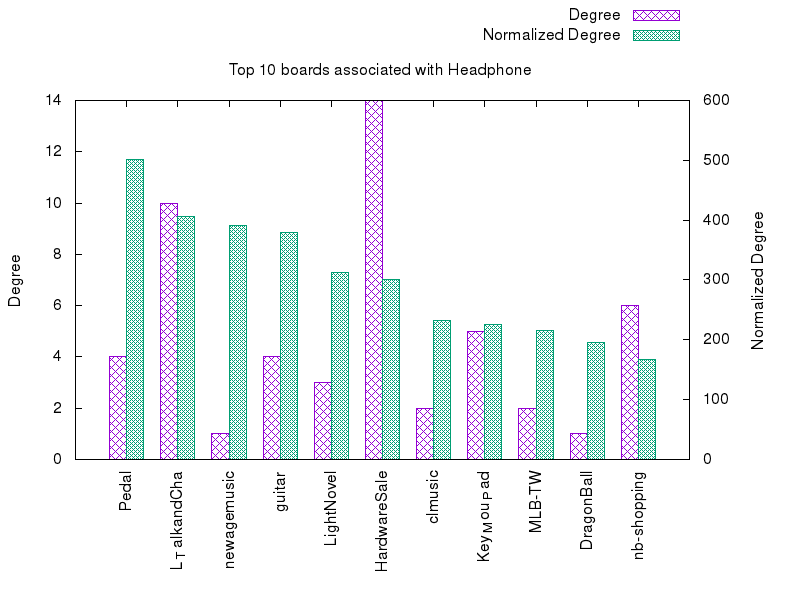 Degree
Normalized Degree
Top 10 boards associated with Headphone
14
12
10
8
6
4
2
0
Degree
600
500
400
300
200
100
0
Normalized Degree
Pedal
LTalkandCha
newagemusic
guitar
LightNovel
HardwareSale
clmusic
KeyMouPad
MLB-TW
DragonBall
nb-shopping